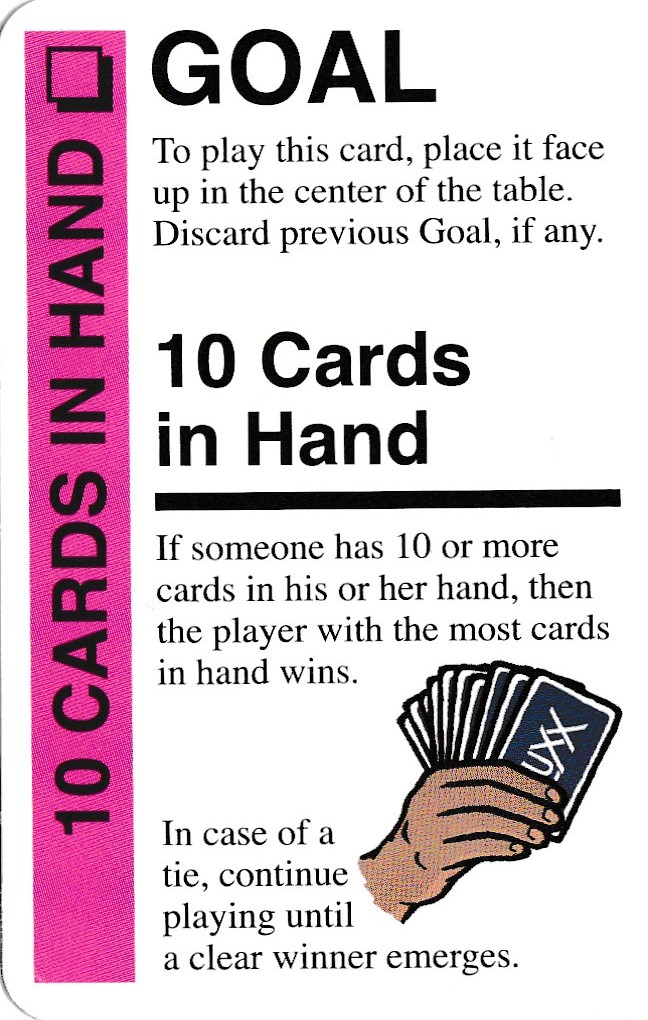 10 CARDS IN HAND
GOAL
To play this card, place it face
up in the center of the table.
Discard previous Goal, if any.
10 Cards
in Hand
If someone has 10 or more
cards in his or her hand, then
the player with the most cards
in hand wins.
UXX
In case of a
tie, continue
playing until
a clear winner emerges.